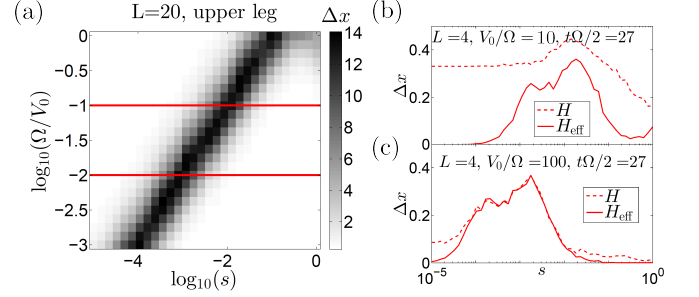 (a)
L=20, upper leg
Δx
log10(Ω/V0)
0
-0.5
-1
-1.5
-2
-2.5
-3
-4
-2
0
log10(s)
14
12
10
8
6
4
2
(b)
L=4, V0/Ω=10, tΩ/2=27
Δx
0.4
0.2
0
H
Heff
(c)
L=4, V0/Ω=100, tΩ/2=27
Δx
0.4
0.2
0
H
Heff
10^-5
s
10^0